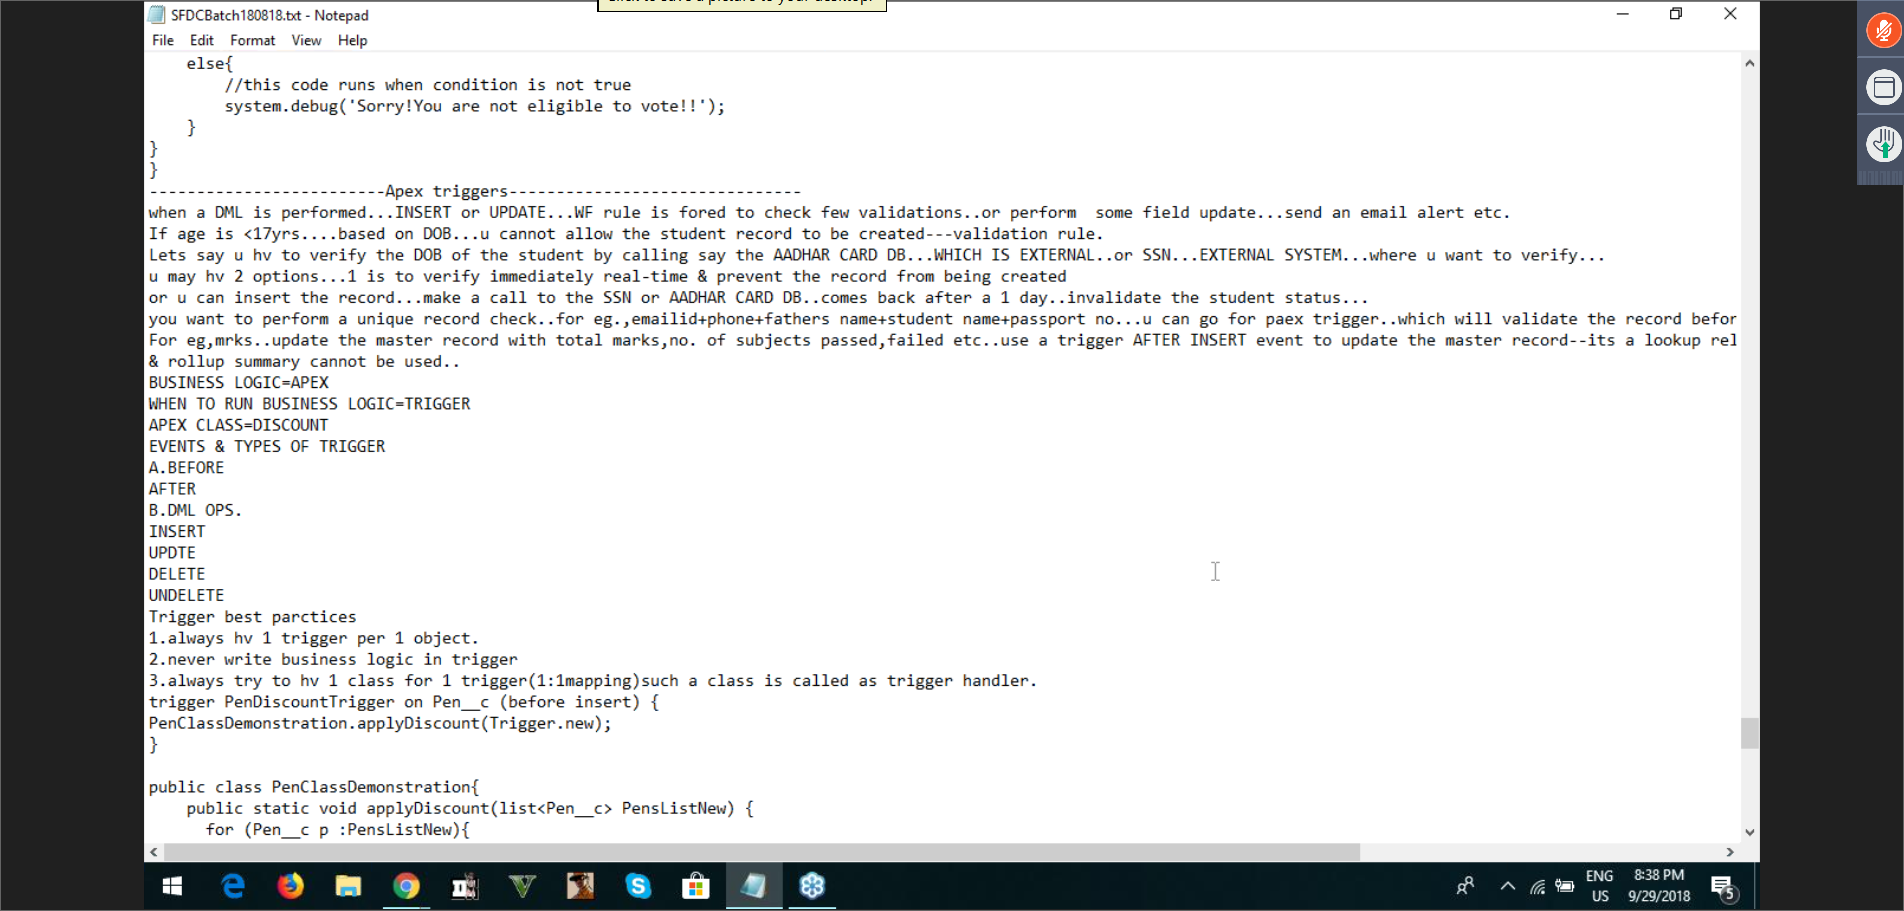 Click to save a picture to your desktop.
SFDCBatch180818.txt - Notepad
File Edit Format View Help
else{
//this code runs when condition is not true
system.debug('Sorry!You are not eligible to vote!!');
}
}
}
-------------------------Apex triggers-------------------------------
when a DML is performed...INSERT or UPDATE...WF rule is fored to check few validations..or perform  some field update...send an email alert etc.
If age is <17yrs....based on DOB...u cannot allow the student record to be created---validation rule.
Lets say u hv to verify the DOB of the student by calling say the AADHAR CARD DB...WHICH IS EXTERNAL..or SSN...EXTERNAL SYSTEM...where u want to verify...
u may hv 2 options...1 is to verify immediately real-time & prevent the record from being created
or u can insert the record...make a call to the SSN or AADHAR CARD DB..comes back after a 1 day..invalidate the student status...
you want to perform a unique record check..for eg.,emailid+phone+fathers name+student name+passport no...u can go for paex trigger..which will validate the record befor
For eg,mrks..update the master record with total marks,no. of subjects passed,failed etc..use a trigger AFTER INSERT event to update the master record--its a lookup rel
& rollup summary cannot be used..
BUSINESS LOGIC=APEX
WHEN TO RUN BUSINESS LOGIC=TRIGGER
APEX CLASS=DISCOUNT
EVENTS & TYPES OF TRIGGER
A.BEFORE
AFTER
B.DML OPS.
INSERT
UPDTE
DELETE
UNDELETE
Trigger best parctices
1.always hv 1 trigger per 1 object.
2.never write business logic in trigger
3.always try to hv 1 class for 1 trigger(1:1mapping)such a class is called as trigger handler.
trigger PenDiscountTrigger on Pen__c (before insert) {
PenClassDemonstration.applyDiscount(Trigger.new);
}
public class PenClassDemonstration{
public static void applyDiscount(list<Pen__c> PensListNew) {
for (Pen__c p :PensListNew){
ENG
US
8:38 PM
9/29/2018
5